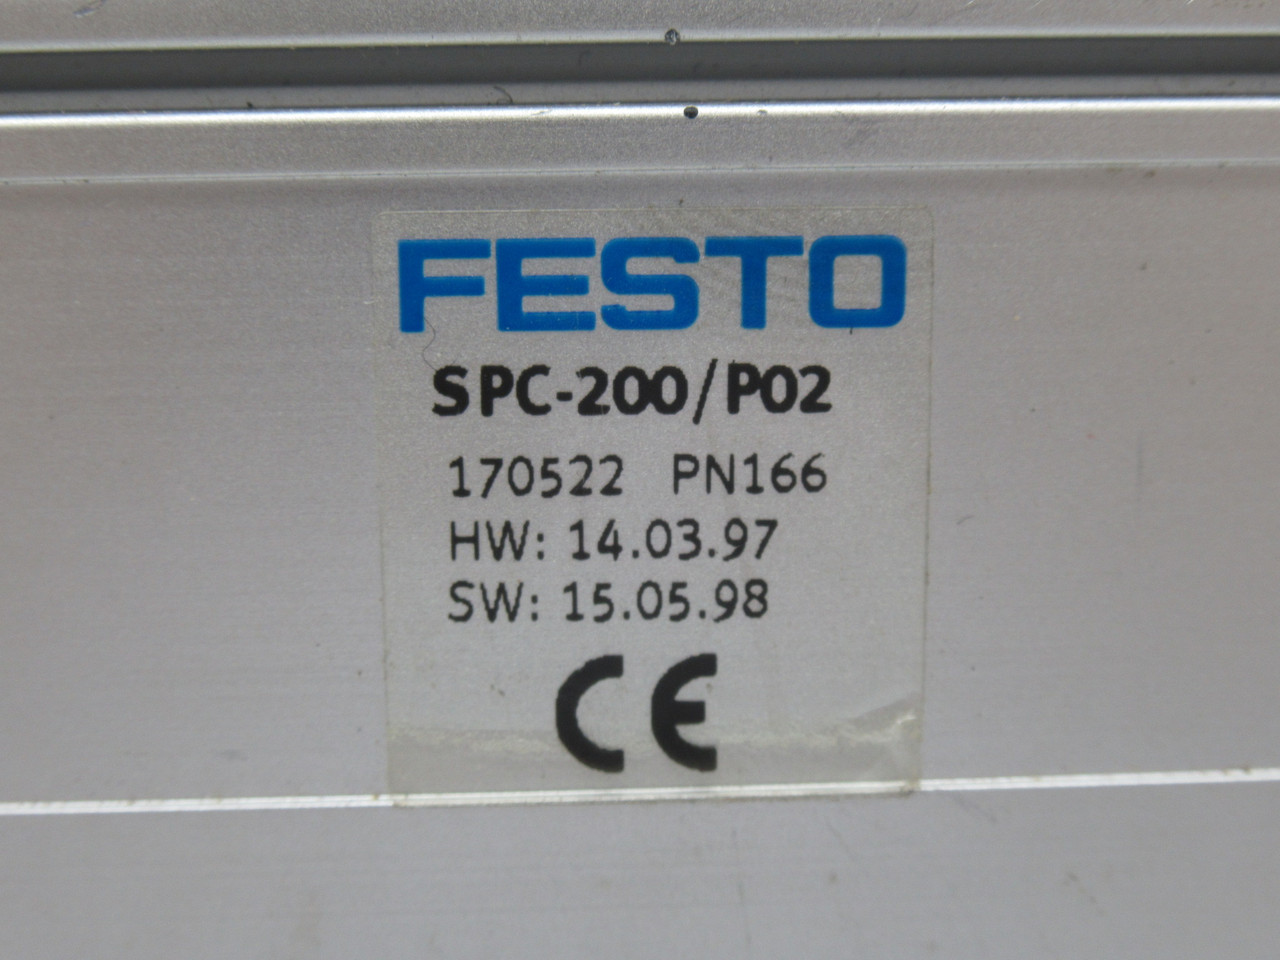 FESTO
SPC-200/P02
170522 PN166
HW: 14.03.97
SW: 15.05.98
CE